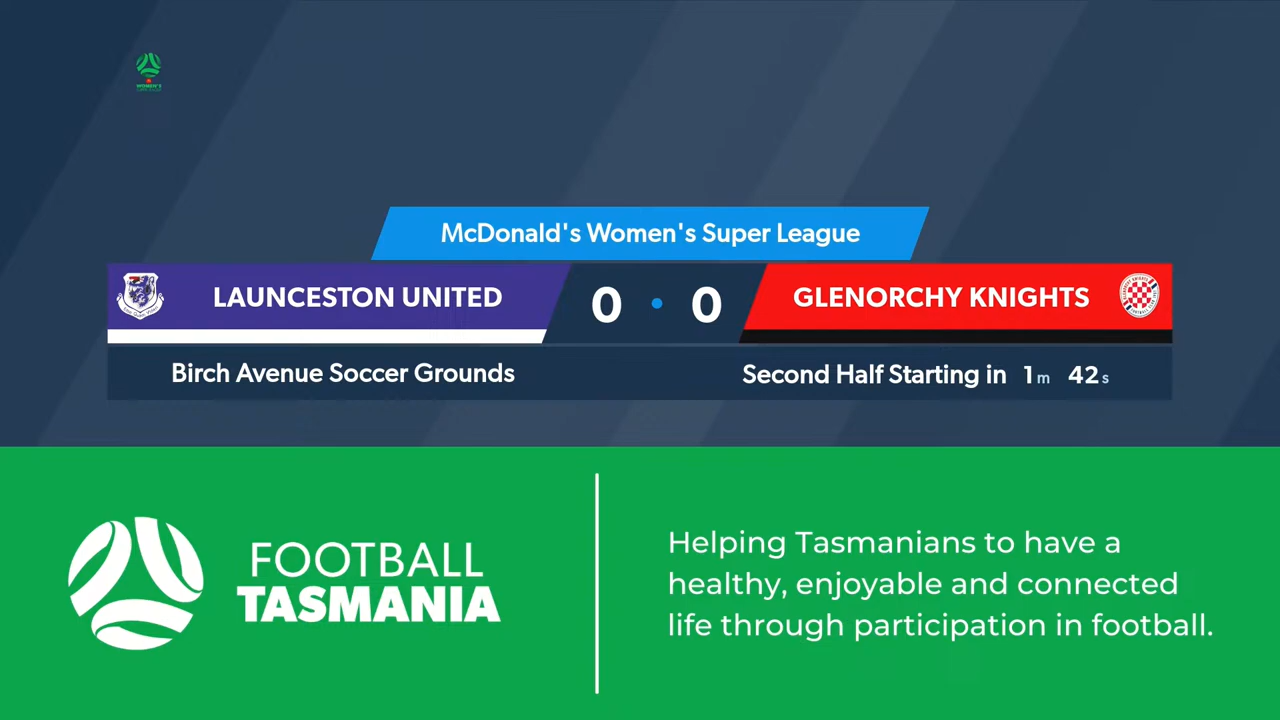 WOMEN'S
McDonald's Women's Super League
LAUNCESTON UNITED
0 • 0
GLENORCHY KNIGHTS
Birch Avenue Soccer Grounds
Second Half Starting in 1m 42s
FOOTBALL
TASMANIA
Helping Tasmanians to have a
healthy, enjoyable and connected
life through participation in football.